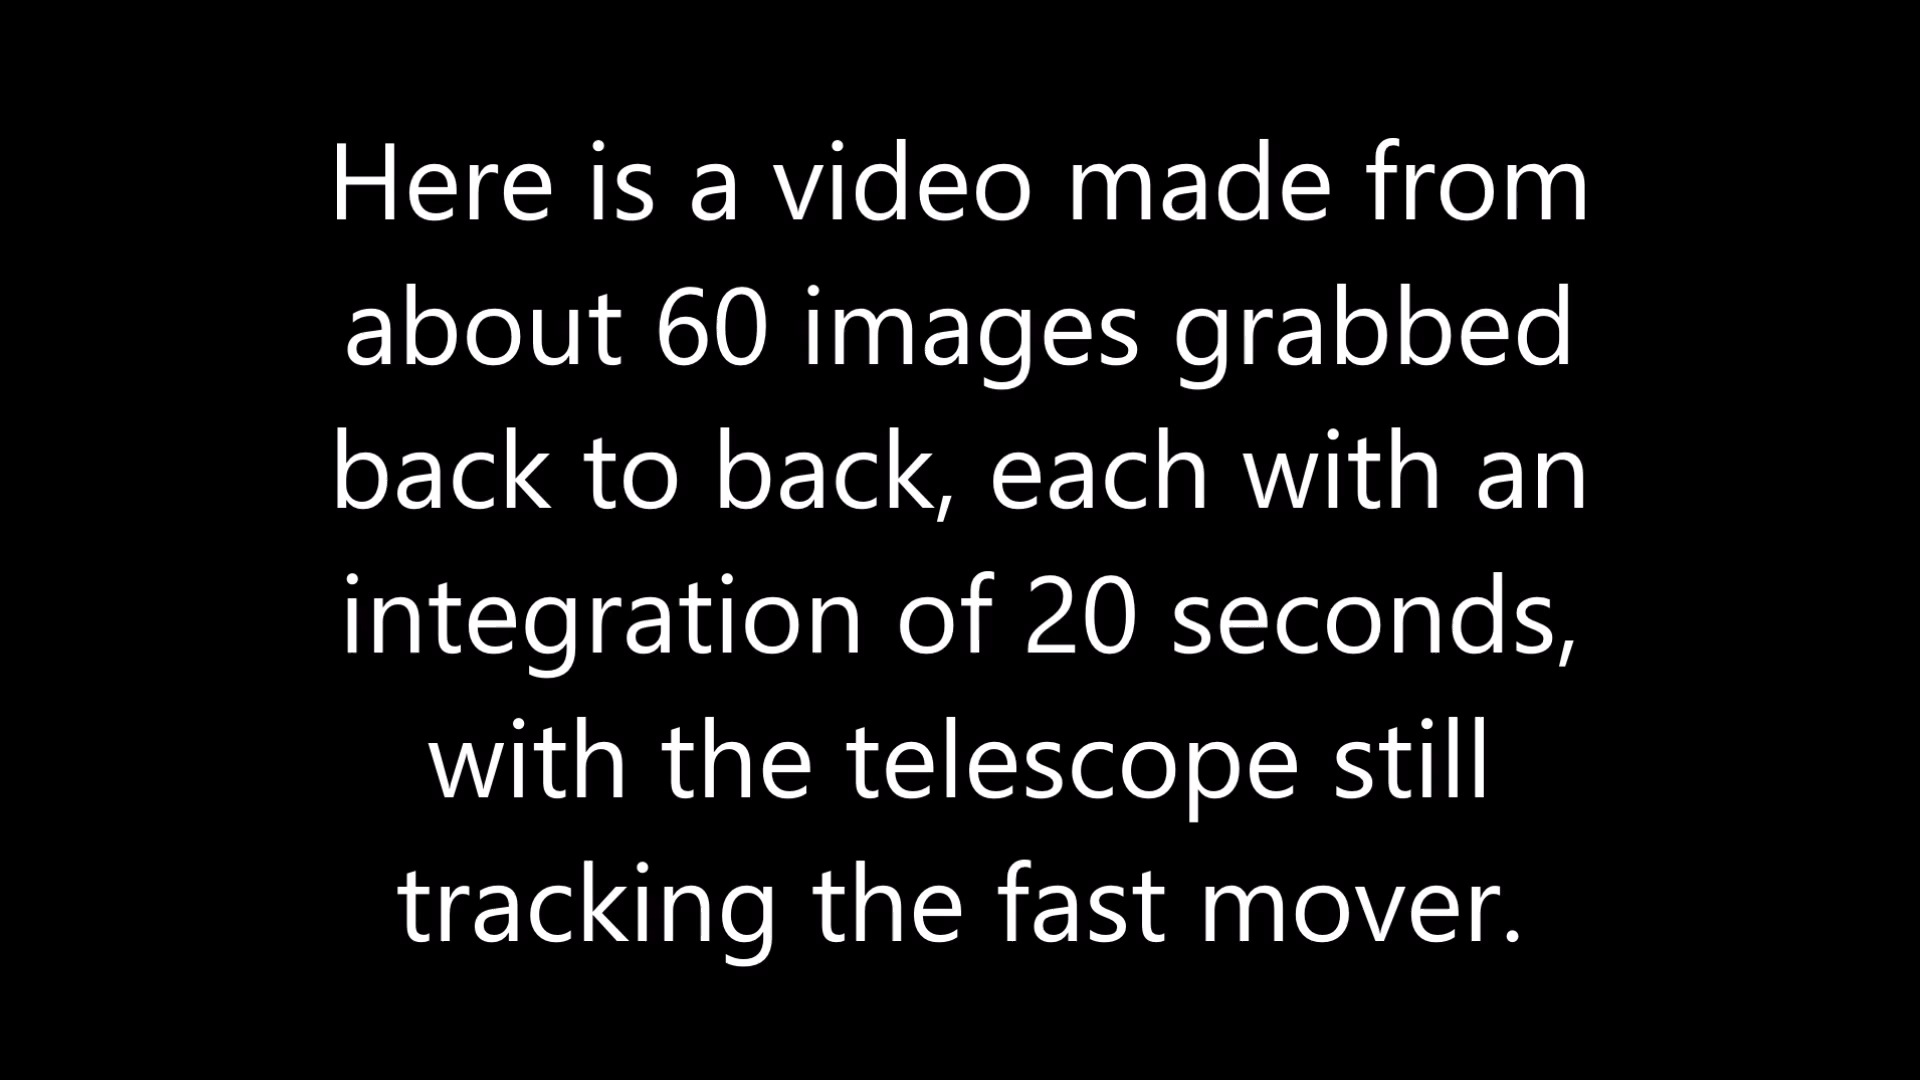 Here is a video made from
about 60 images grabbed
back to back, each with an
integration of 20 seconds,
with the telescope still
tracking the fast mover.